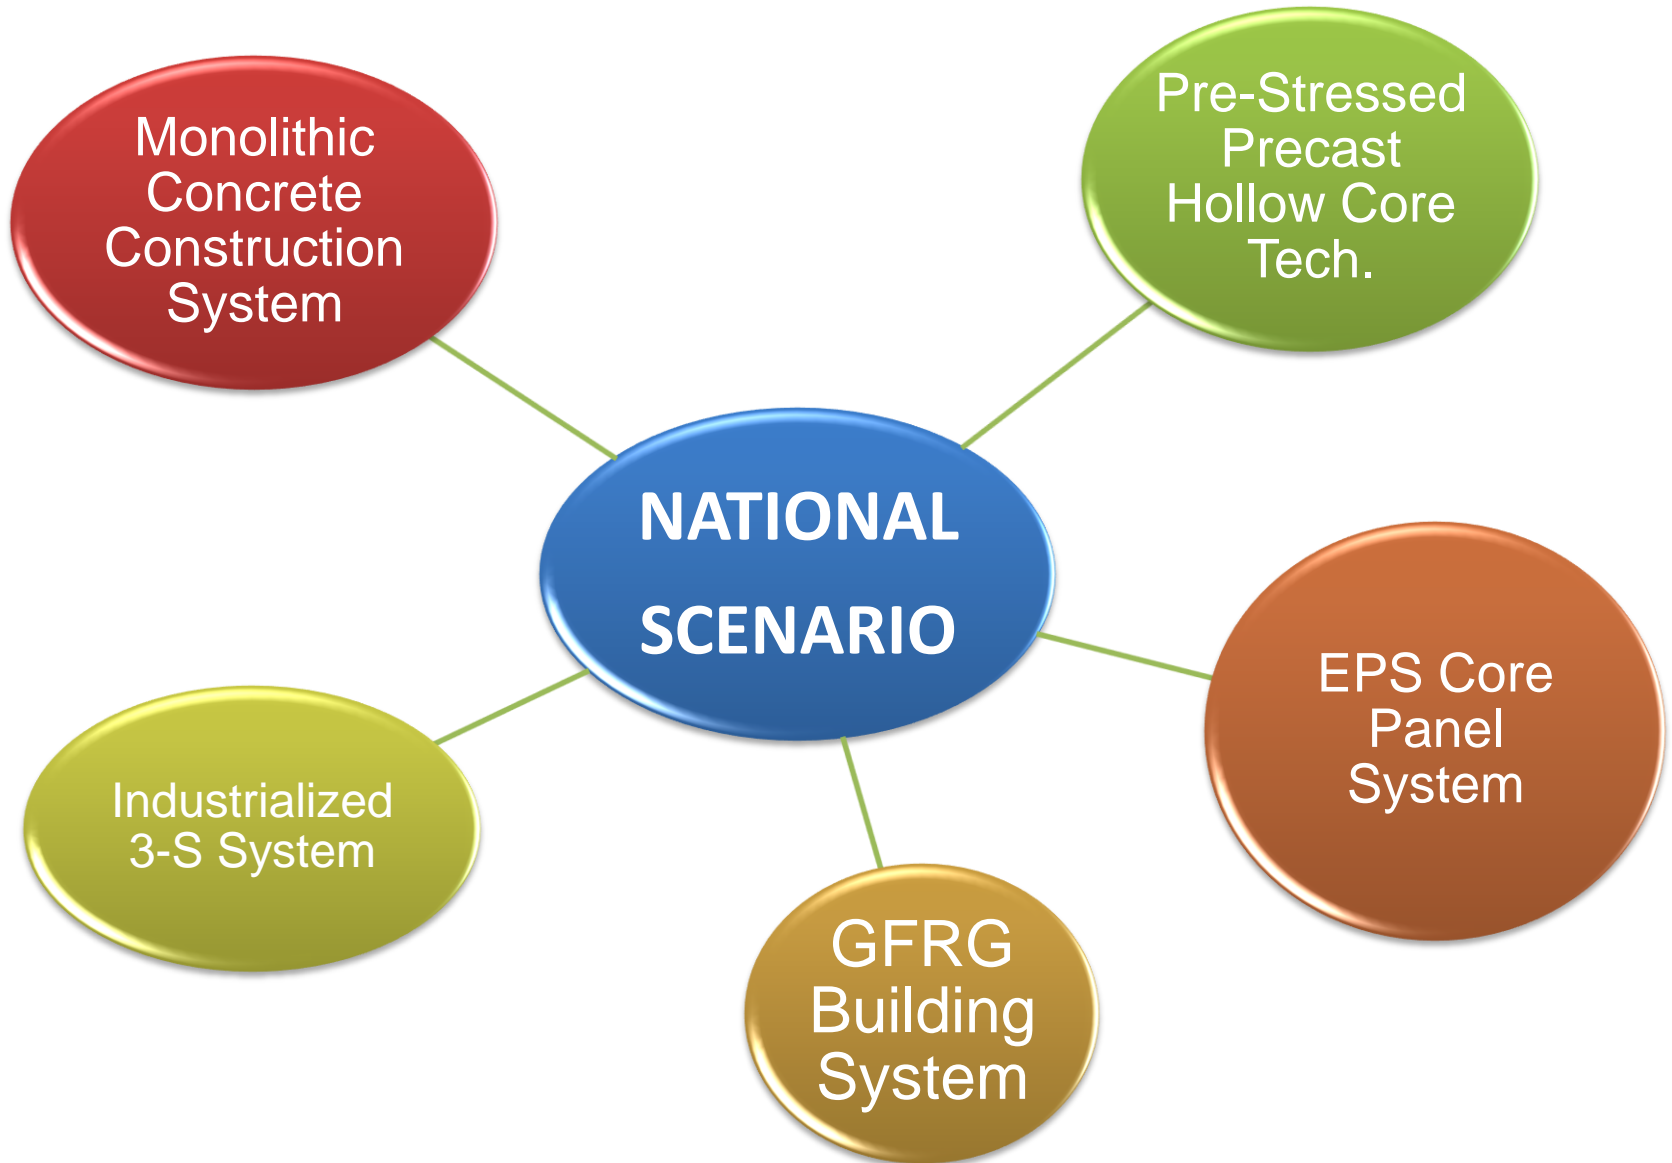 Monolithic
Concrete
Construction
System
Pre-Stressed
Precast
Hollow Core
Tech.
NATIONAL
SCENARIO
EPS Core
Panel
System
Industrialized
3-S System
GFRG
Building
System